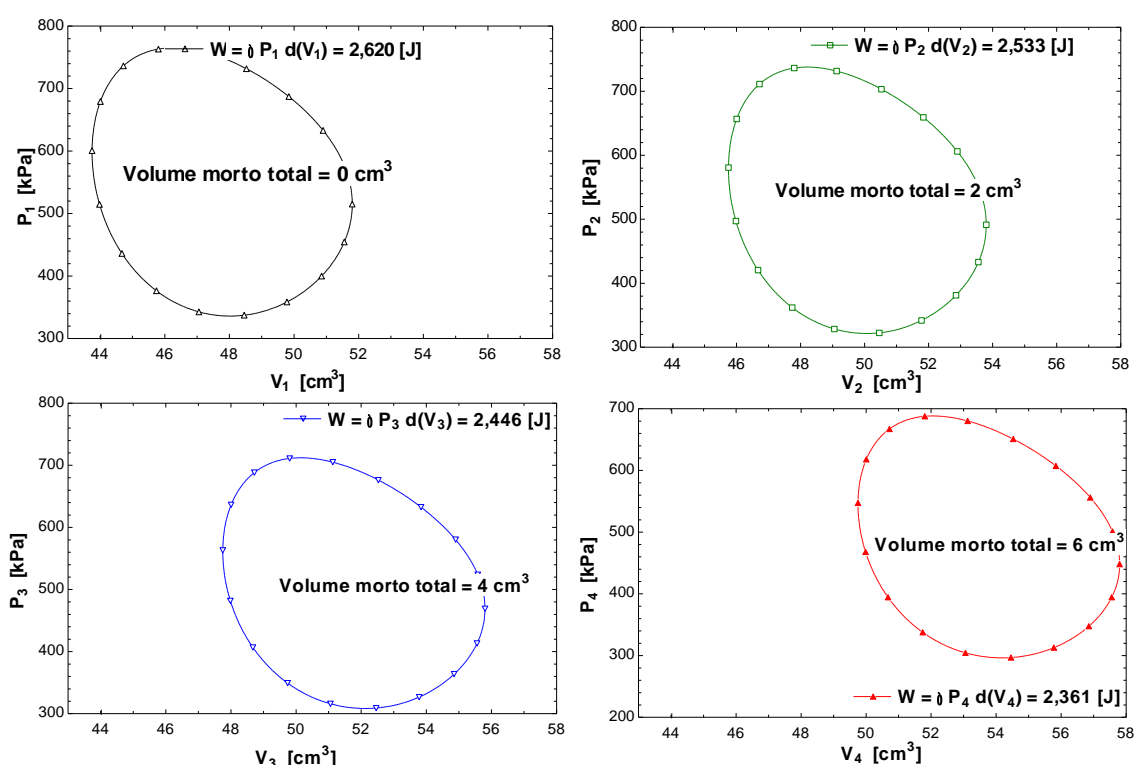 W = ∮ P1 d(V1) = 2,620 [J]
800
700
600
500
400
300
P1 [kPa]
Volume morto total = 0 cm3
44 46 48 50 52 54 56 58
V1 [cm3]
W = ∮ P2 d(V2) = 2,533 [J]
800
700
600
500
400
300
P2 [kPa]
Volume morto total = 2 cm3
44 46 48 50 52 54 56 58
V2 [cm3]
W = ∮ P3 d(V3) = 2,446 [J]
800
700
600
500
400
300
P3 [kPa]
Volume morto total = 4 cm3
44 46 48 50 52 54 56 58
V3 [cm3]
700
600
500
400
300
200
P4 [kPa]
Volume morto total = 6 cm3
W = ∮ P4 d(V4) = 2,361 [J]
44 46 48 50 52 54 56 58
V4 [cm3]